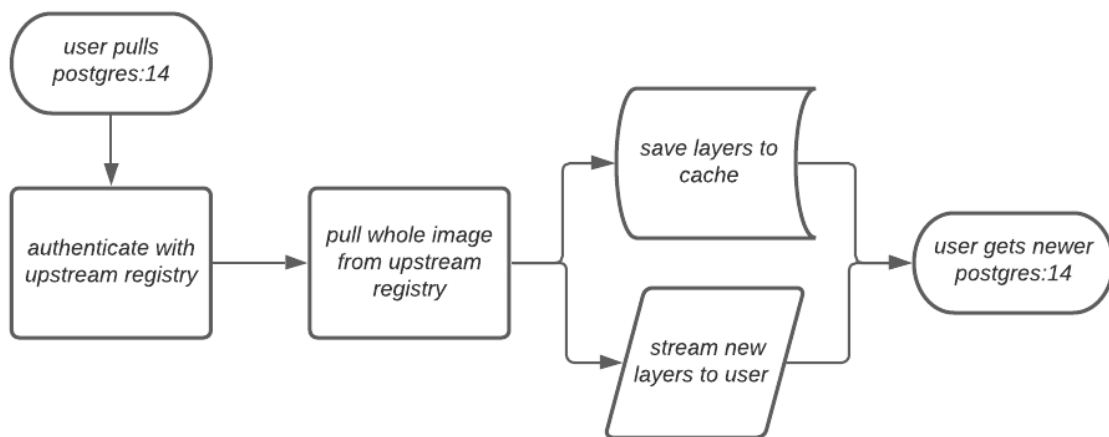 user pulls
postgres:14
authenticate with
upstream registry
pull whole image
from upstream
registry
save layers to
cache
stream new
layers to user
user gets newer
postgres:14